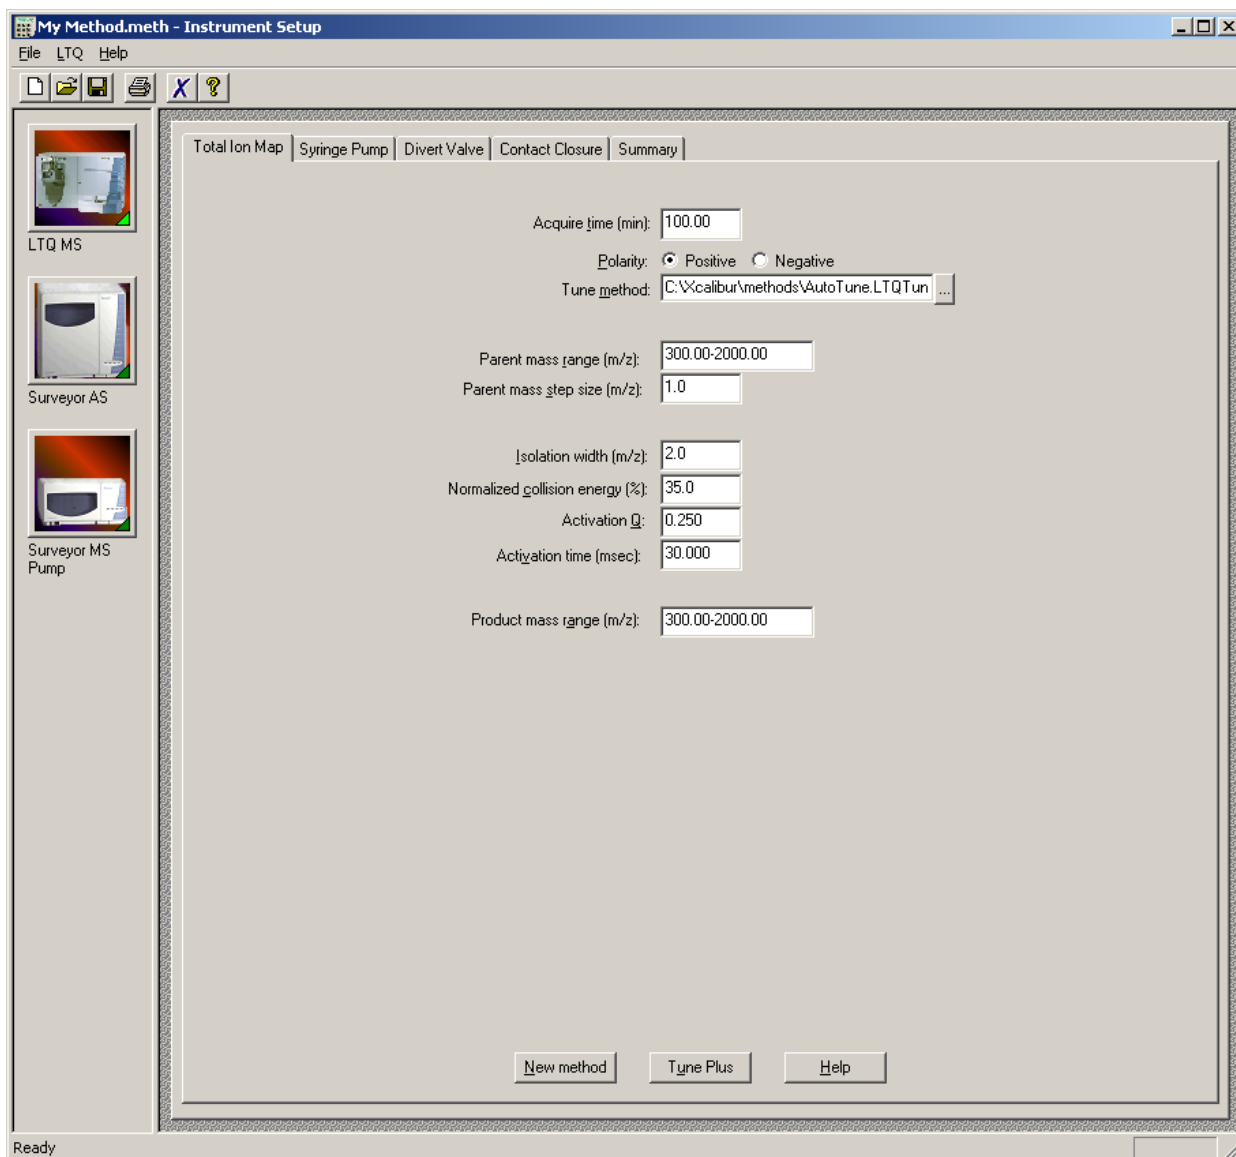 My Method.meth - Instrument Setup
File LTQ Help
LTQ MS
Surveyor AS
Surveyor MS
Pump
Total Ion Map Syringe Pump Divert Valve Contact Closure Summary
Acquire time (min): 100.00
Polarity: Positive Negative
Tune method: C:\Xcalibur\methods\AutoTune.LTQTun ...
Parent mass range (m/z): 300.00-2000.00
Parent mass step size (m/z): 1.0
Isolation width (m/z): 2.0
Normalized collision energy (%): 35.0
Activation Q: 0.250
Activation time (msec): 30.000
Product mass range (m/z): 300.00-2000.00
New method Tune Plus Help
Ready